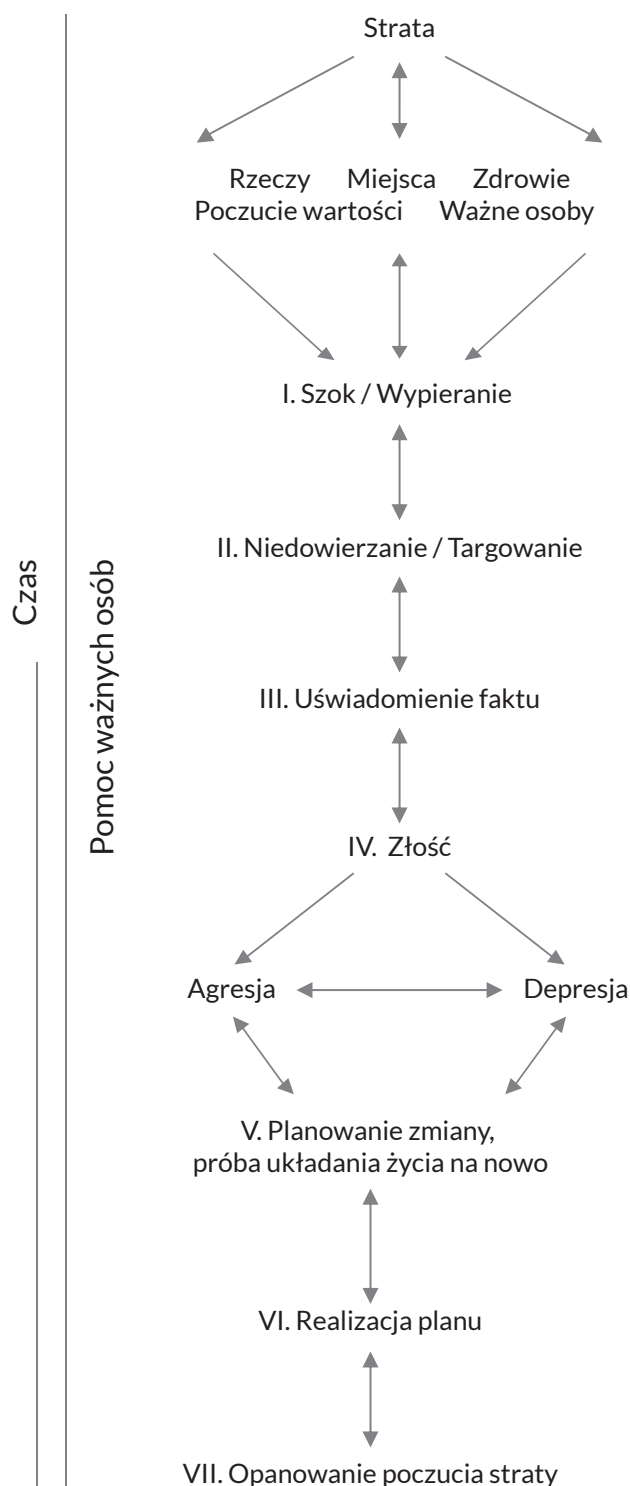 Strata
Rzeczy Miejsca Zdrowie
Poczucie wartości Ważne osoby
I. Szok / Wypieranie
II. Niedowierzanie / Targowanie
III. Uświadomienie faktu
IV. Złość
Agresja Depresja
V. Planowanie zmiany,
próba układania życia na nowo
VI. Realizacja planu
VII. Opanowanie poczucia straty
Czas
Pomoc ważnych osób